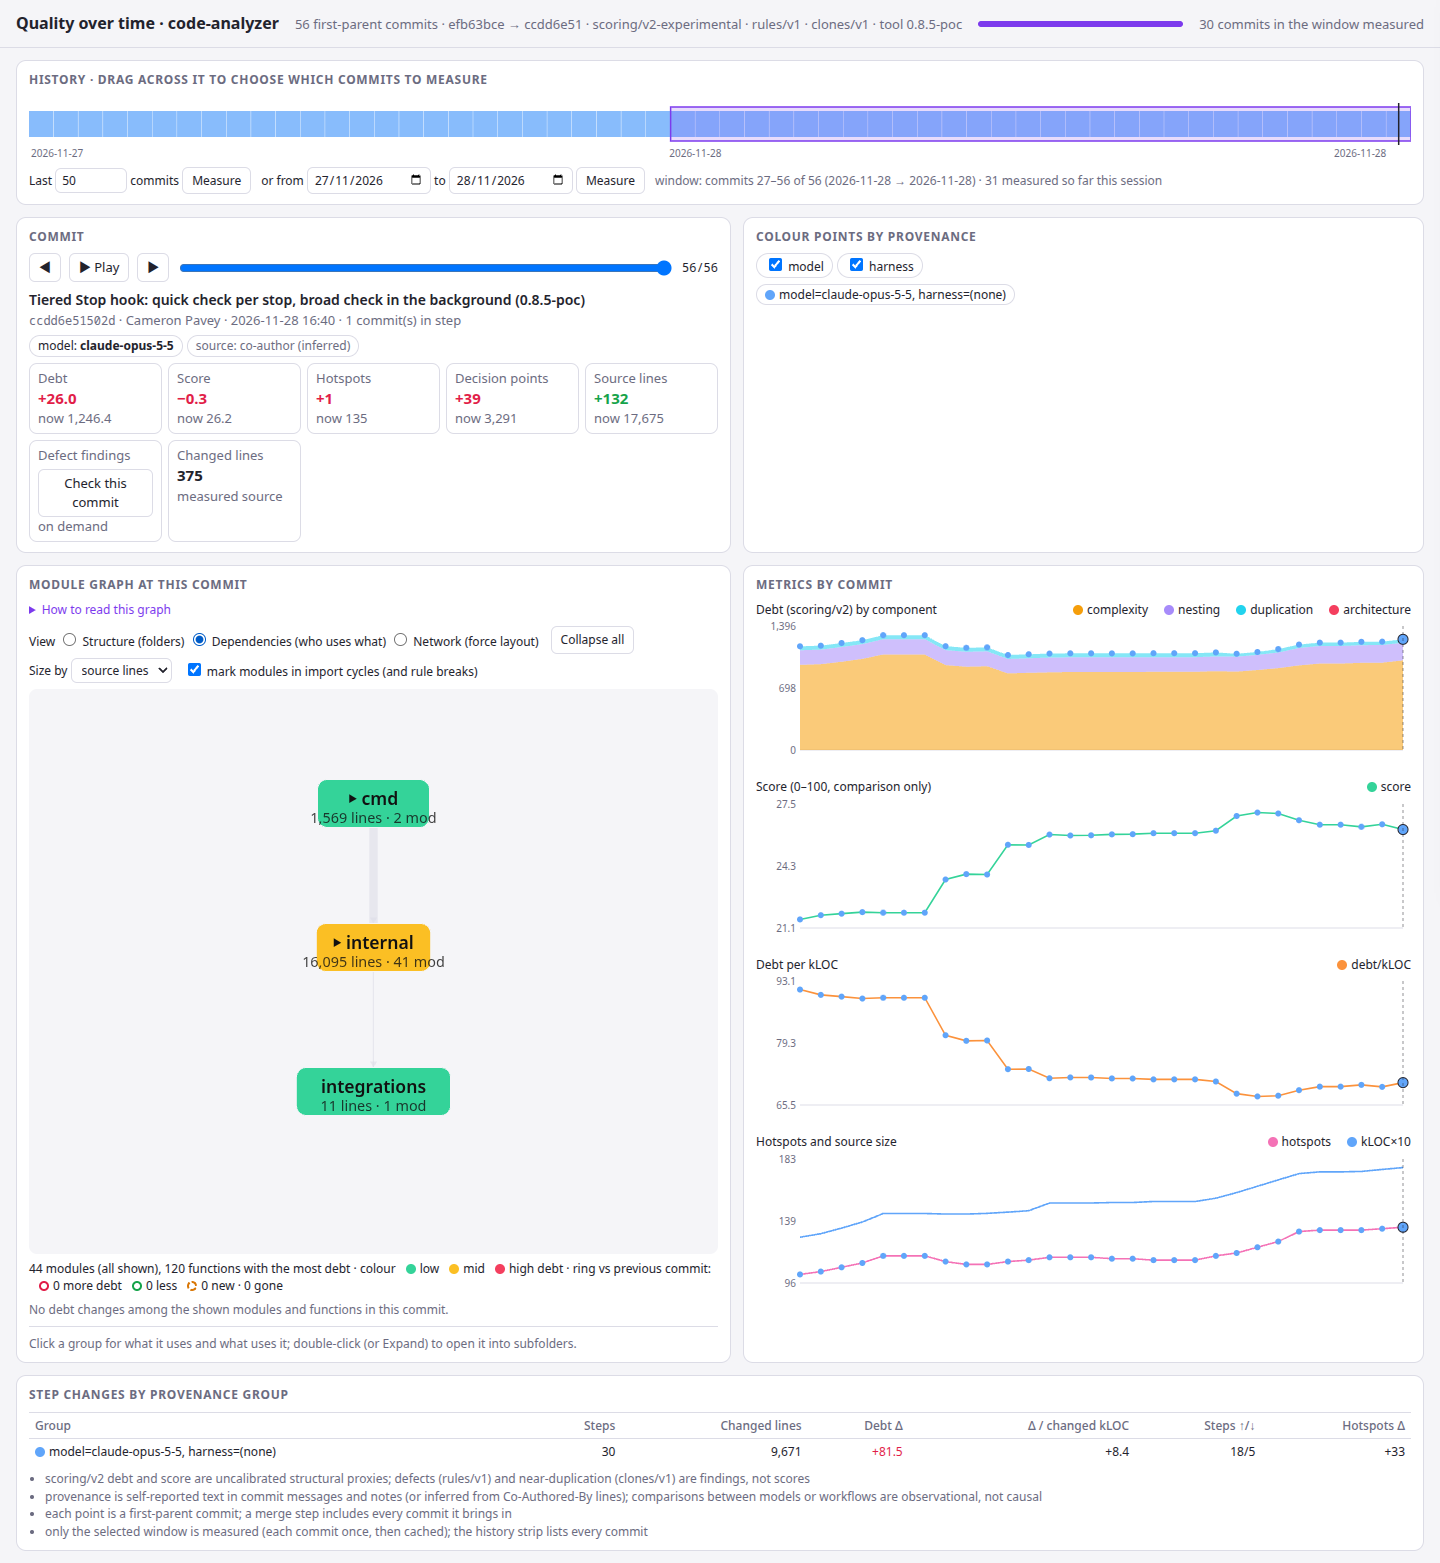 Quality over time · code-analyzer
56 first-parent commits · efb63bce → ccdd6e51 · scoring/v2-experimental · rules/v1 · clones/v1 · tool 0.8.5-poc
30 commits in the window measured
HISTORY · DRAG ACROSS IT TO CHOOSE WHICH COMMITS TO MEASURE
2026-11-27
2026-11-28
2026-11-28
Last 50 commits Measure or from 27/11/2026 to 28/11/2026 Measure window: commits 27–56 of 56 (2026-11-28 → 2026-11-28) · 31 measured so far this session
COMMIT
◀ ▶ Play ▶ 56/56
Tiered Stop hook: quick check per stop, broad check in the background (0.8.5-poc)
ccdd6e51502d · Cameron Pavey · 2026-11-28 16:40 · 1 commit(s) in step
model: claude-opus-5-5 source: co-author (inferred)
Debt
+26.0
now 1,246.4
Score
−0.3
now 26.2
Hotspots
+1
now 135
Decision points
+39
now 3,291
Source lines
+132
now 17,675
Defect findings
Check this
commit
on demand
Changed lines
375
measured source
COLOUR POINTS BY PROVENANCE
model harness
model=claude-opus-5-5, harness=(none)
MODULE GRAPH AT THIS COMMIT
▶ How to read this graph
View Structure (folders) Dependencies (who uses what) Network (force layout) Collapse all
Size by source lines mark modules in import cycles (and rule breaks)
▸ cmd
1,569 lines · 2 mod
▸ internal
16,095 lines · 41 mod
integrations
11 lines · 1 mod
44 modules (all shown), 120 functions with the most debt · colour low mid high debt · ring vs previous commit:
0 more debt 0 less 0 new · 0 gone
No debt changes among the shown modules and functions in this commit.
Click a group for what it uses and what uses it; double-click (or Expand) to open it into subfolders.
METRICS BY COMMIT
Debt (scoring/v2) by component complexity nesting duplication architecture
1,396
698
0
Score (0–100, comparison only) score
27.5
24.3
21.1
Debt per kLOC debt/kLOC
93.1
79.3
65.5
Hotspots and source size hotspots kLOC×10
183
139
96
STEP CHANGES BY PROVENANCE GROUP
Group Steps Changed lines Debt Δ Δ / changed kLOC Steps ↑/↓ Hotspots Δ
model=claude-opus-5-5, harness=(none) 30 9,671 +81.5 +8.4 18/5 +33
• scoring/v2 debt and score are uncalibrated structural proxies; defects (rules/v1) and near-duplication (clones/v1) are findings, not scores
• provenance is self-reported text in commit messages and notes (or inferred from Co-Authored-By lines); comparisons between models or workflows are observational, not causal
• each point is a first-parent commit; a merge step includes every commit it brings in
• only the selected window is measured (each commit once, then cached); the history strip lists every commit